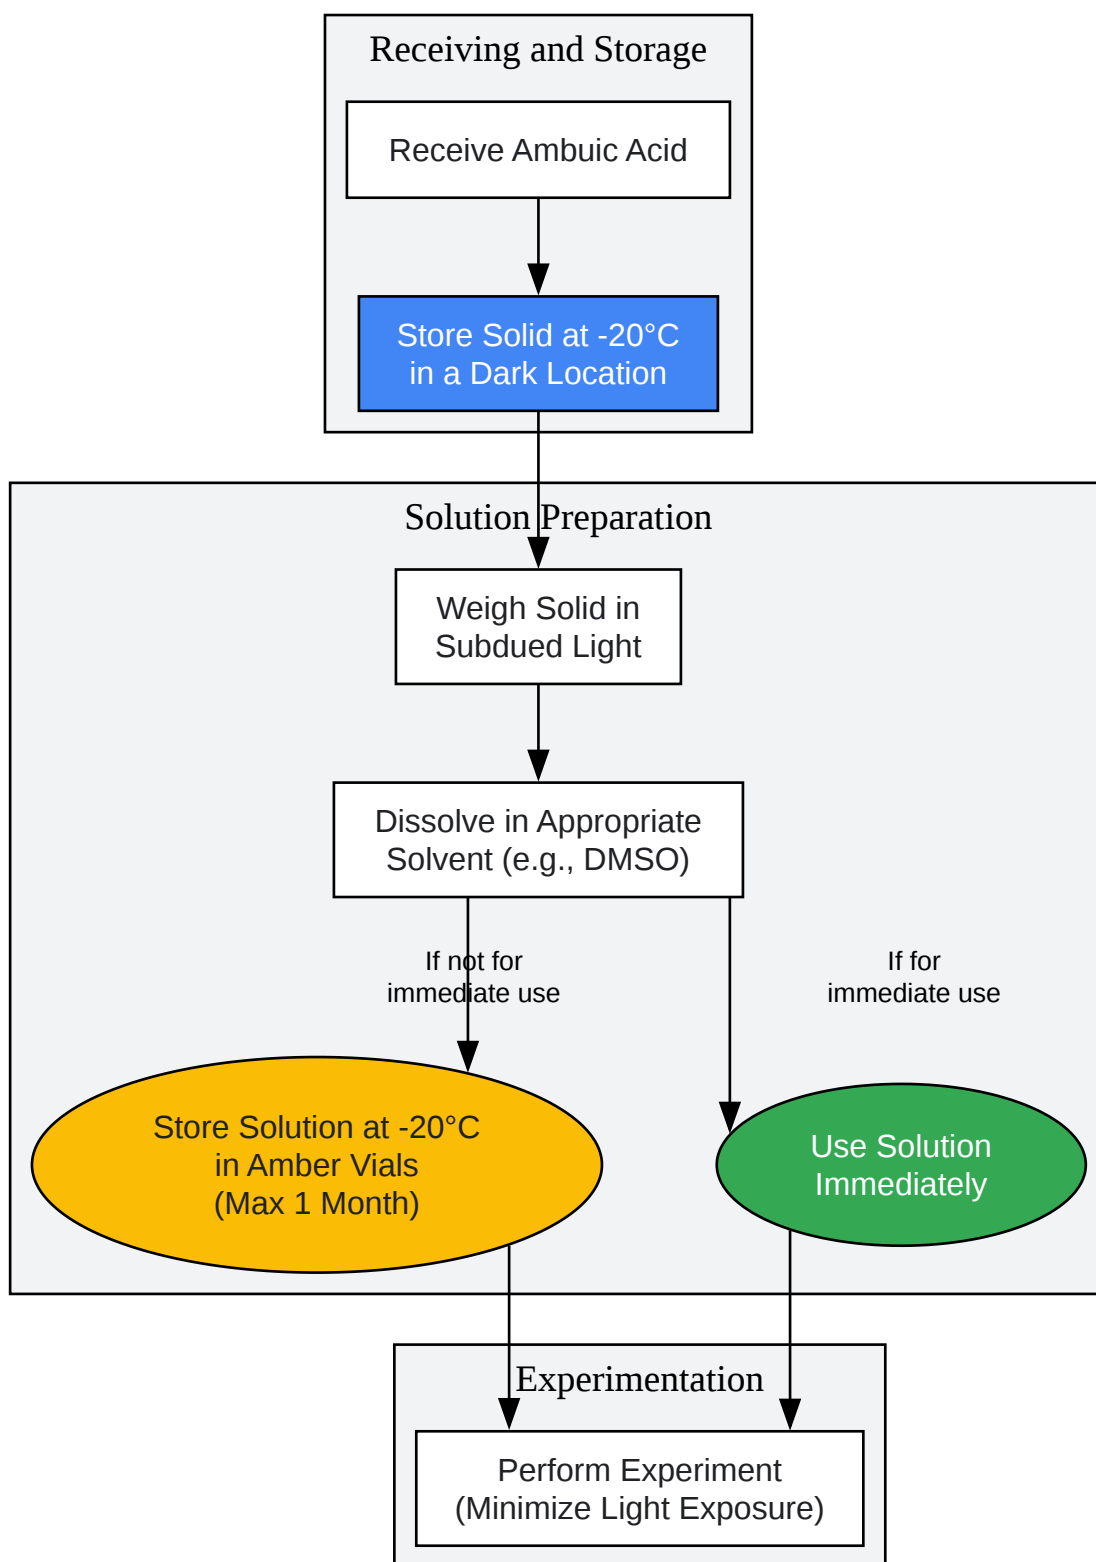 Receiving and Storage
Receive Ambuic Acid
Store Solid at -20°C
in a Dark Location
Solution Preparation
Weigh Solid in
Subdued Light
Dissolve in Appropriate
Solvent (e.g., DMSO)
If not for
immediate use
If for
immediate use
Store Solution at -20°C
in Amber Vials
(Max 1 Month)
Use Solution
Immediately
Experimentation
Perform Experiment
(Minimize Light Exposure)